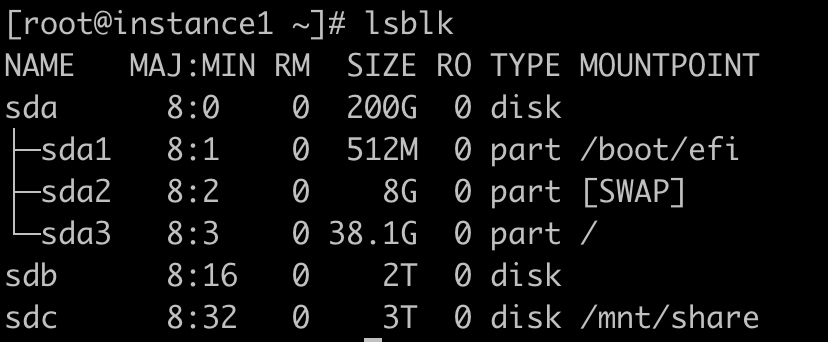 [root@instance1 ~]# lsblk
NAME   MAJ:MIN RM   SIZE RO TYPE MOUNTPOINT
sda      8:0    0   200G  0 disk
├─sda1   8:1    0   512M  0 part /boot/efi
├─sda2   8:2    0     8G  0 part [SWAP]
└─sda3   8:3    0  38.1G  0 part /
sdb      8:16   0     2T  0 disk
sdc      8:32   0     3T  0 disk /mnt/share